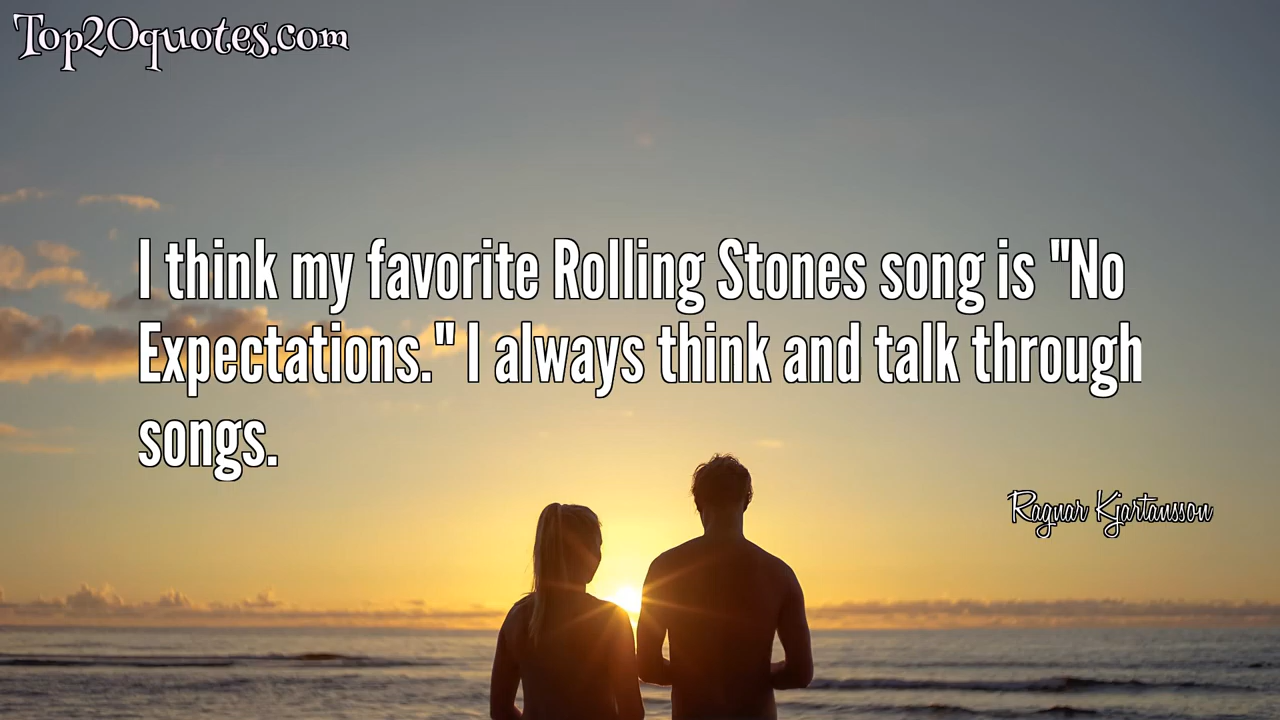 Top20quotes.com
I think my favorite Rolling Stones song is "No
Expectations." I always think and talk through
songs.
Ragnar Kjartansson